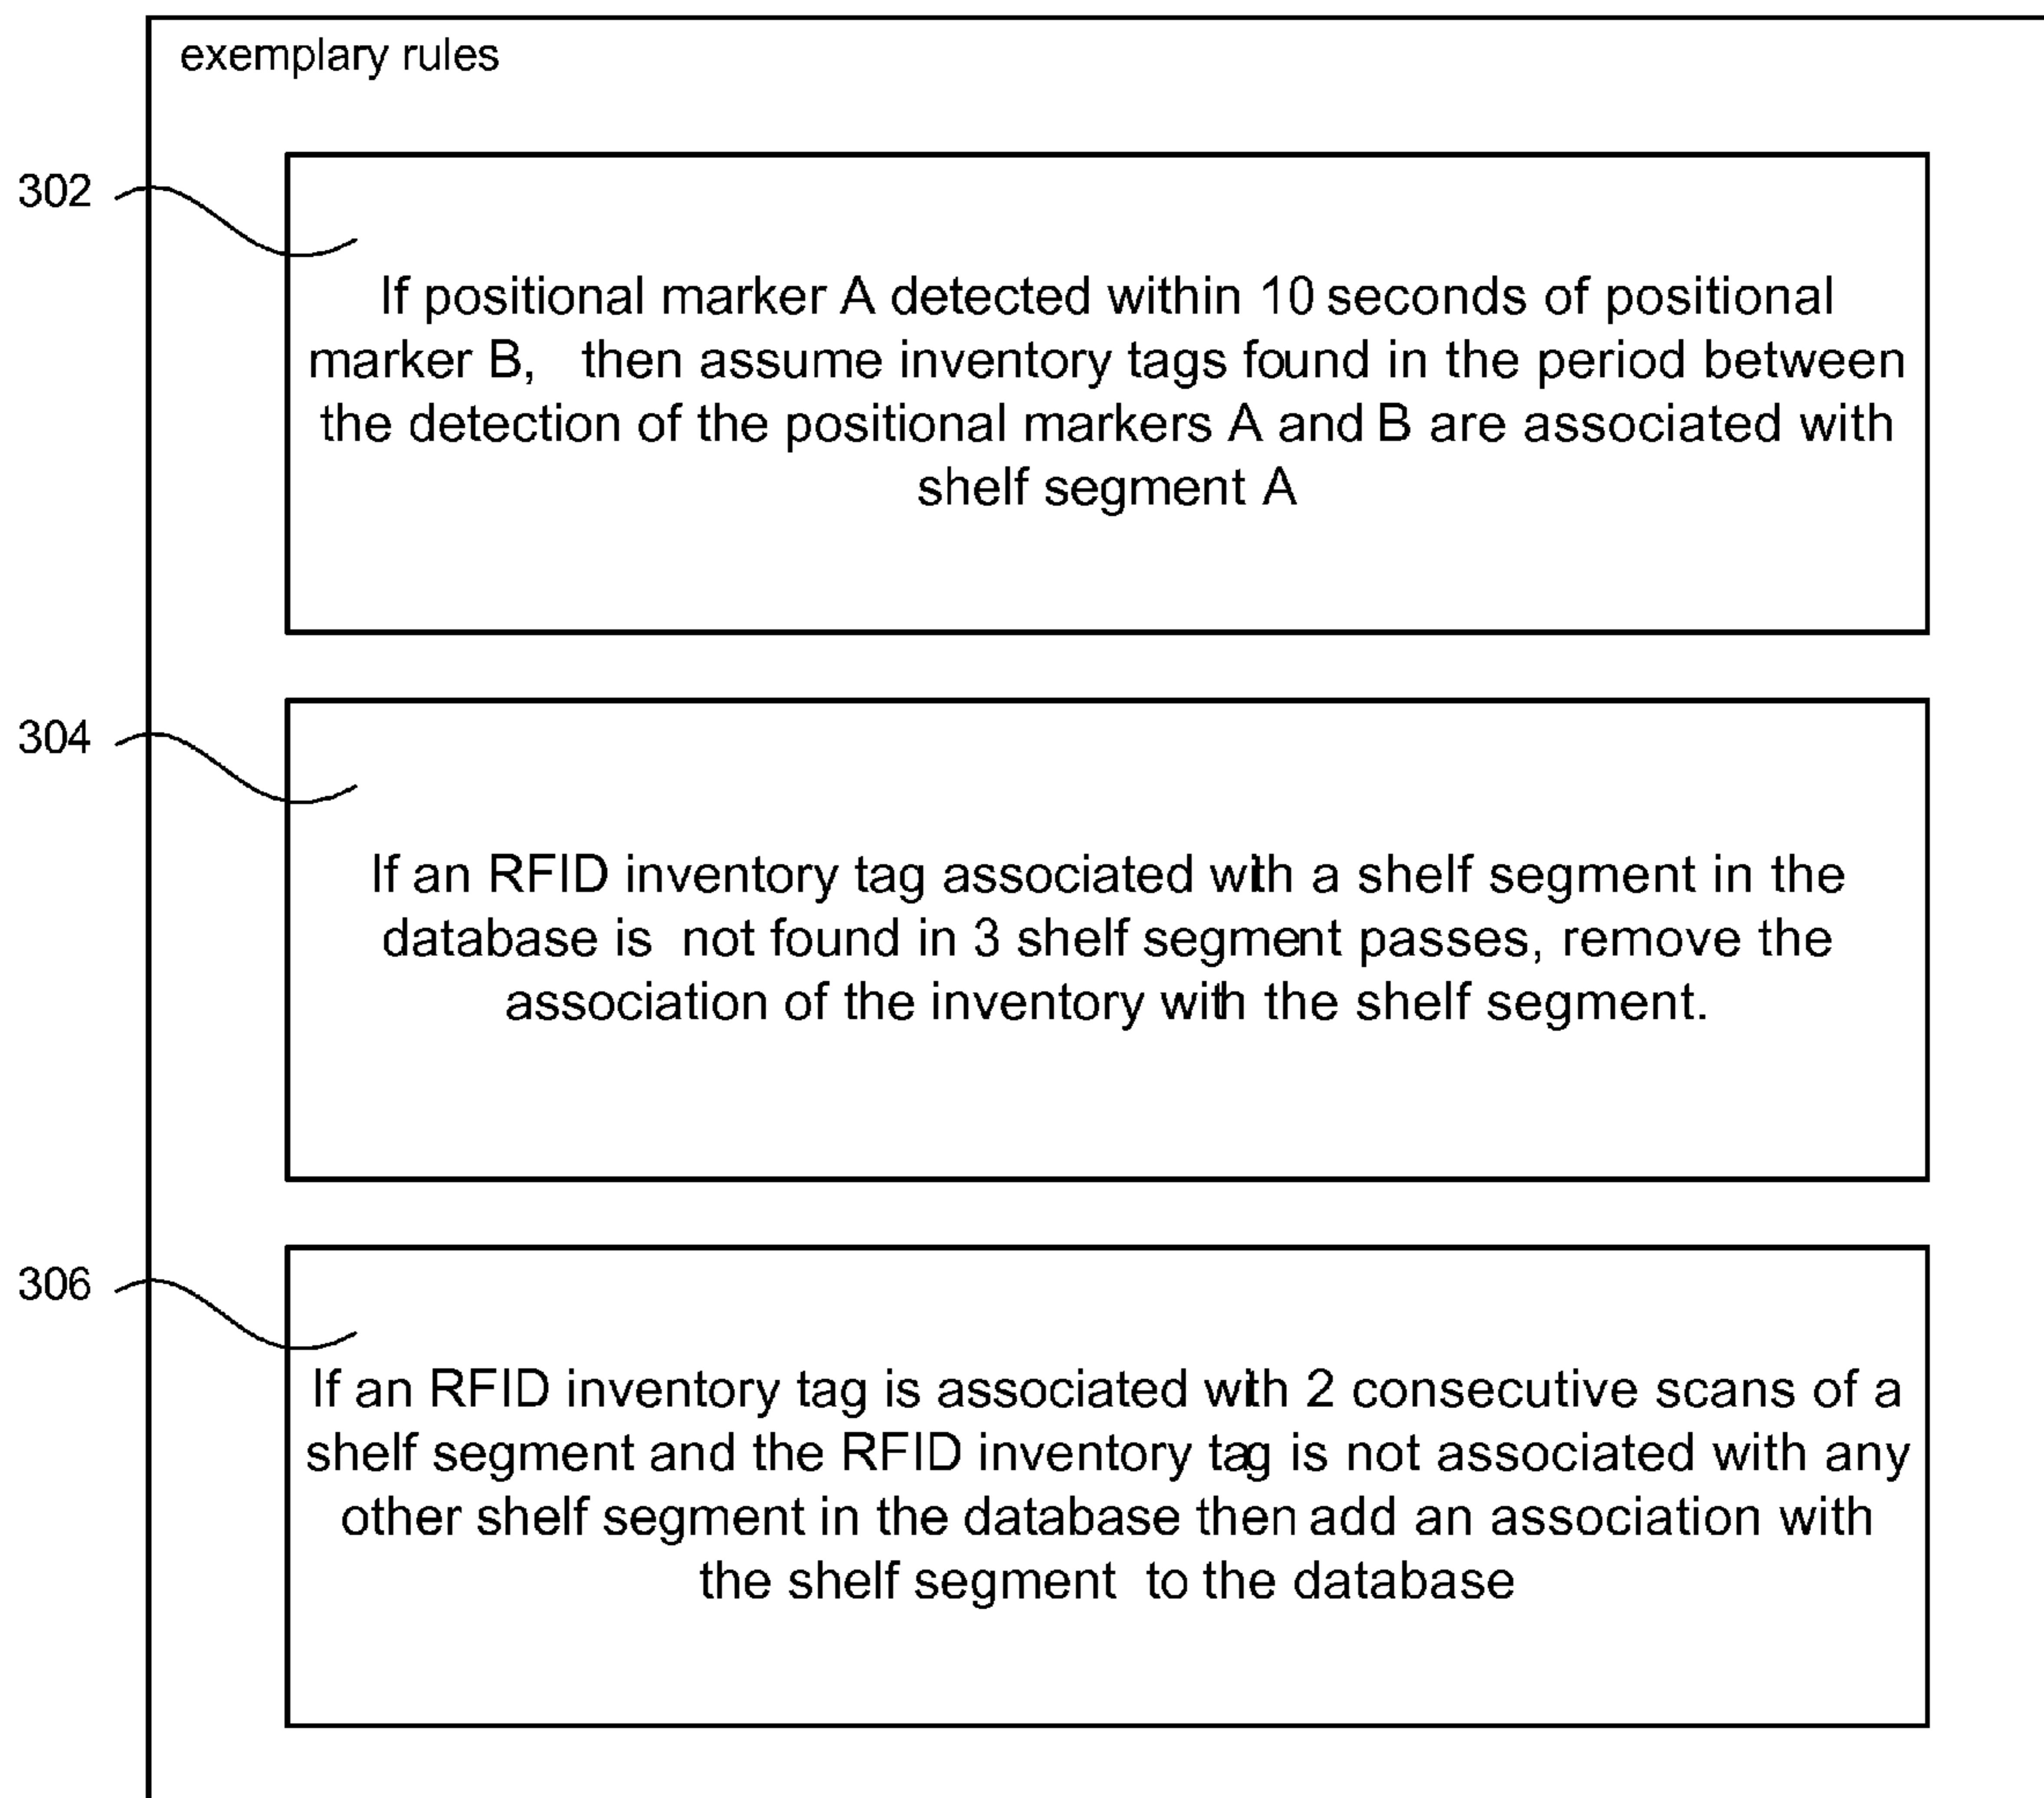 exemplary rules
302
If positional marker A detected within 10 seconds of positional
marker B, then assume inventory tags found in the period between
the detection of the positional markers A and B are associated with
shelf segment A
304
If an RFID inventory tag associated with a shelf segment in the
database is not found in 3 shelf segment passes, remove the
association of the inventory with the shelf segment.
306
If an RFID inventory tag is associated with 2 consecutive scans of a
shelf segment and the RFID inventory tag is not associated with any
other shelf segment in the database then add an association with
the shelf segment to the database